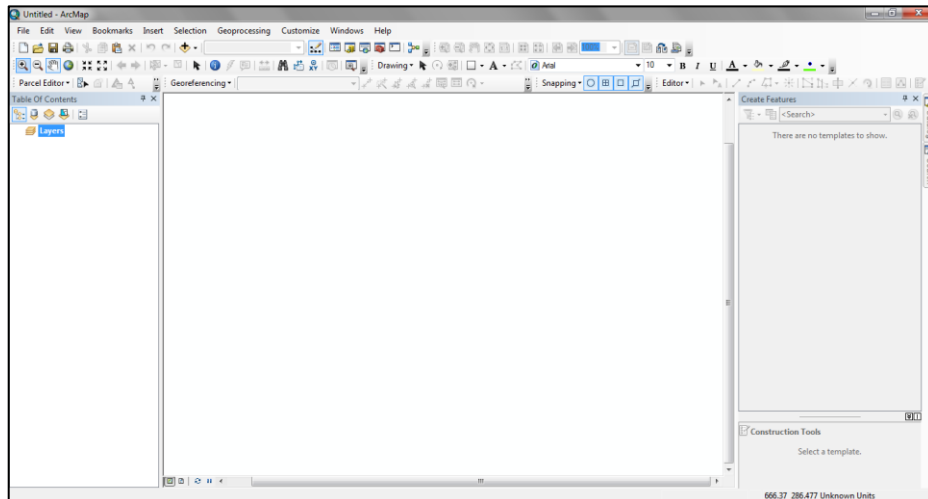 Untitled - ArcMap
File Edit View Bookmarks Insert Selection Geoprocessing Customize Windows Help
Drawing A Arial 10 B I U A
Parcel Editor Georeferencing Snapping Editor
Table Of Contents
Create Features
<Search>
Layers
There are no templates to show.
Construction Tools
Select a template.
666.37 286.477 Unknown Units